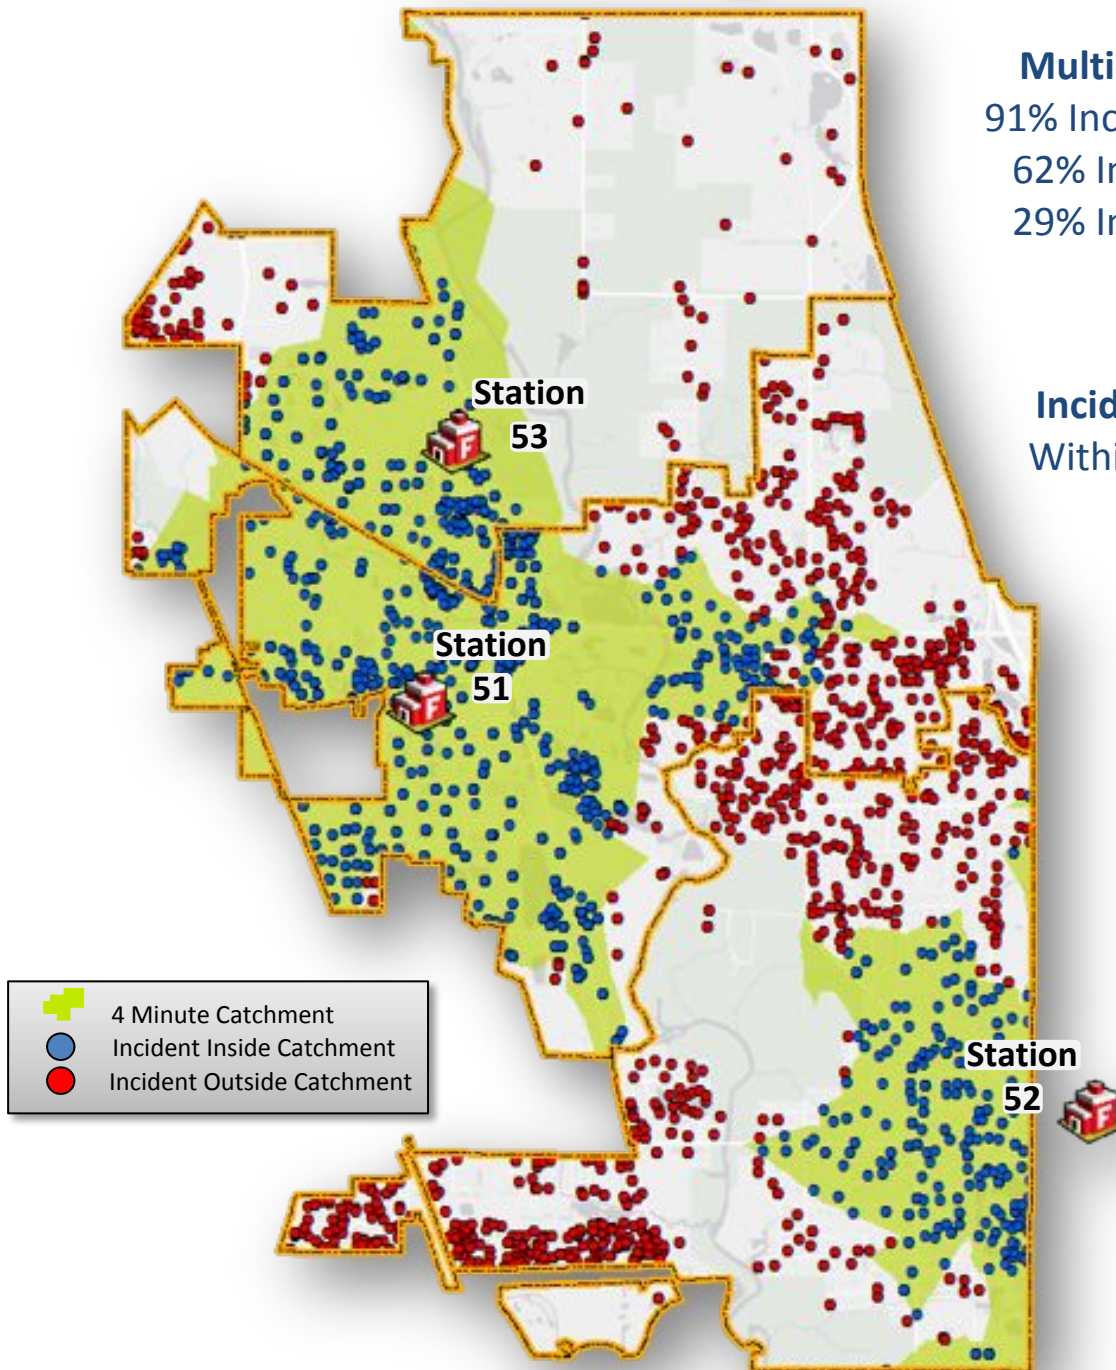 Multi
91% Inc
62% In
29% In
Incid
Withi
Station
53
F
Station
51
F
4 Minute Catchment
Incident Inside Catchment
Incident Outside Catchment
Station
52
F